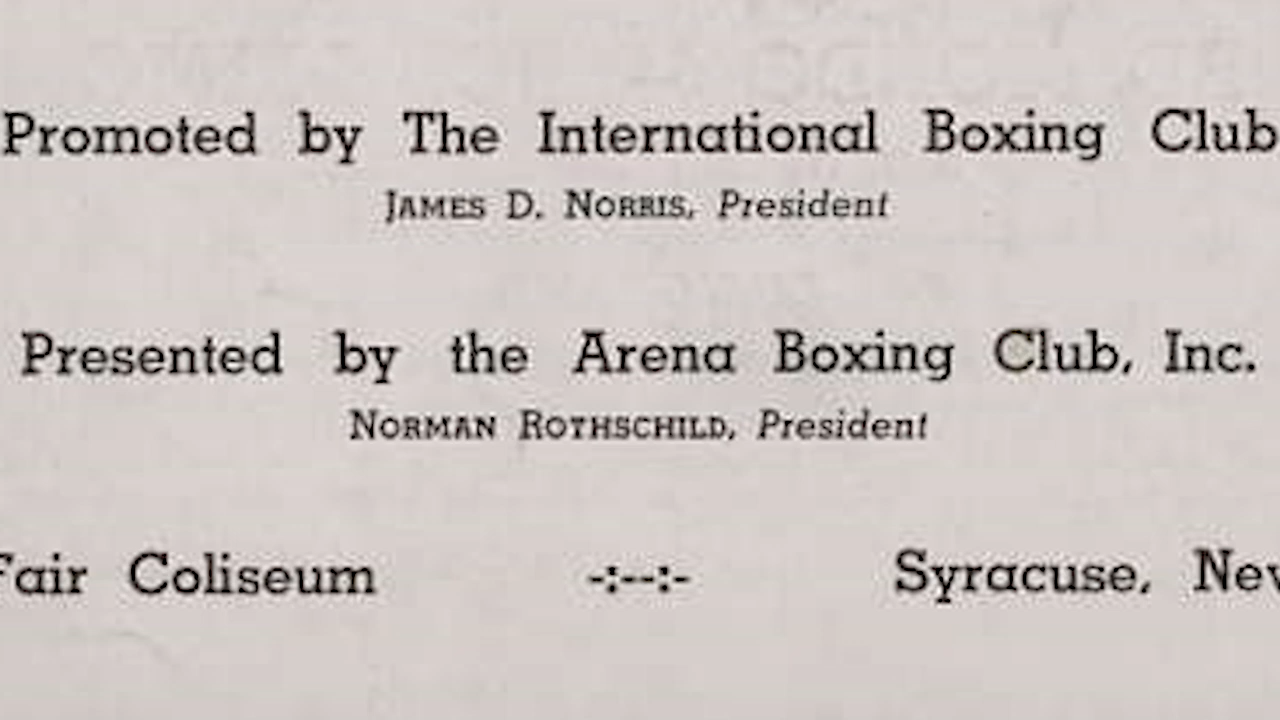 Promoted by The International Boxing Club
JAMES D. NORRIS, President
Presented by the Arena Boxing Club, Inc.
NORMAN ROTHSCHILD, President
Fair Coliseum -:--:- Syracuse,